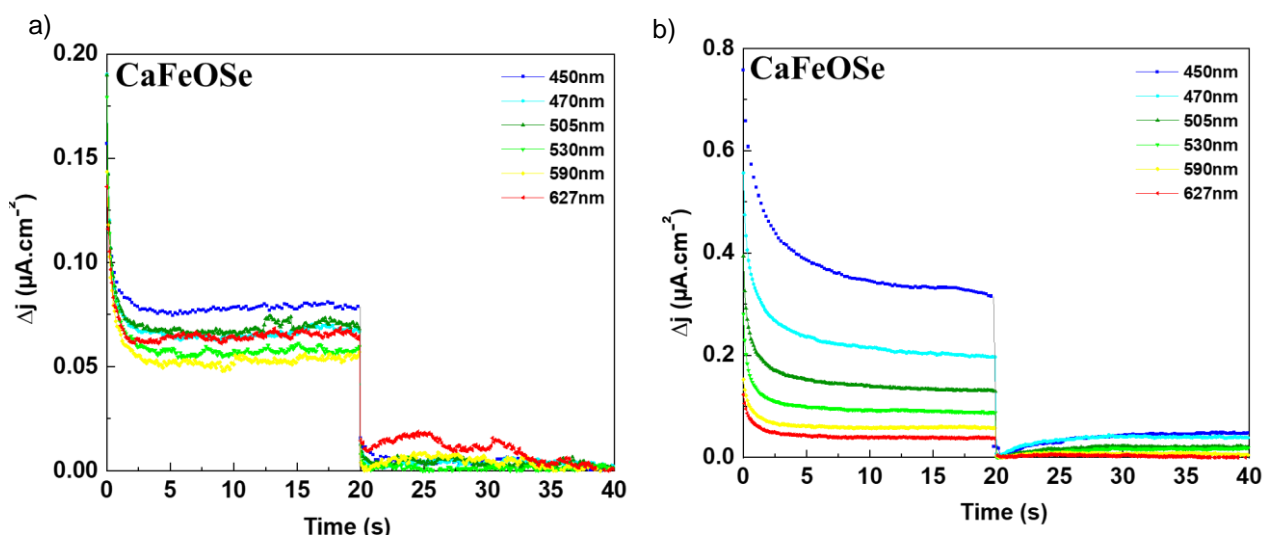 a)
CaFeOSe
0.20
0.15
0.10
0.05
0.00
Δj (µA.cm⁻²)
450nm
470nm
505nm
530nm
590nm
627nm
0 5 10 15 20 25 30 35 40
Time (s)
b)
CaFeOSe
0.8
0.6
0.4
0.2
0.0
Δj (µA.cm⁻²)
450nm
470nm
505nm
530nm
590nm
627nm
0 5 10 15 20 25 30 35 40
Time (s)